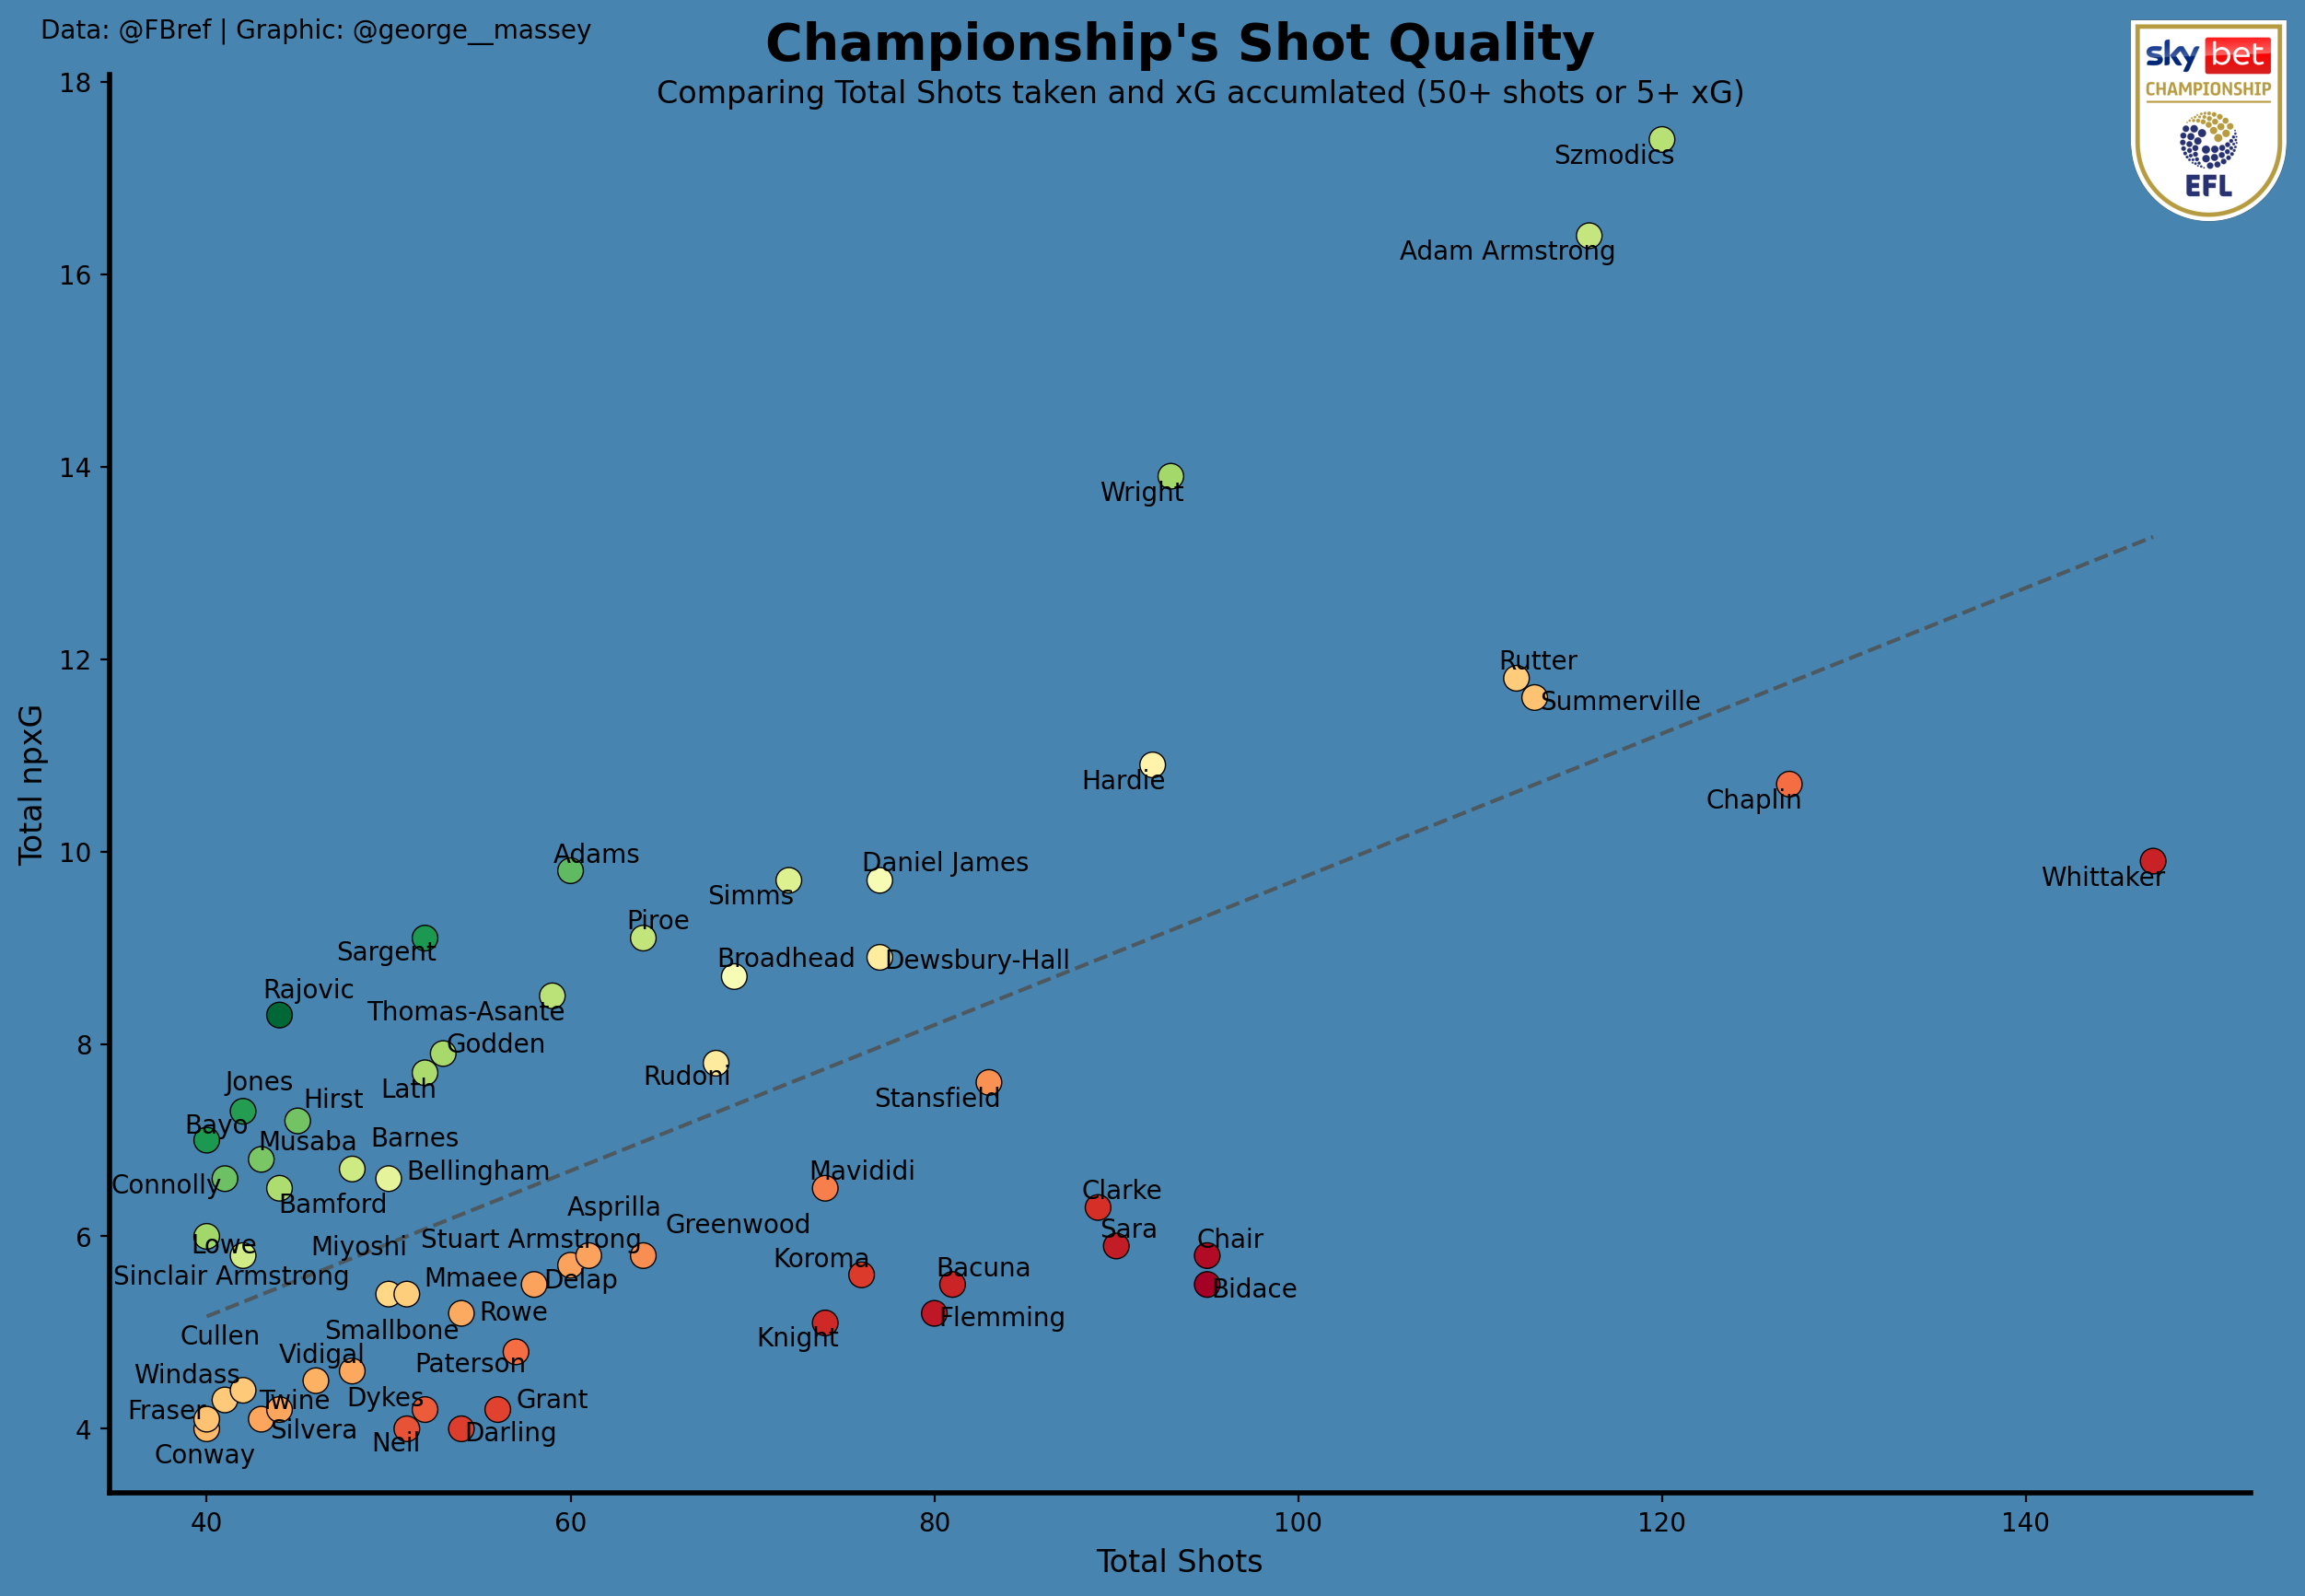 Data: @FBref | Graphic: @george__massey
Championship's Shot Quality
Comparing Total Shots taken and xG accumlated (50+ shots or 5+ xG)
sky bet
CHAMPIONSHIP
EFL
18
16
14
12
10
8
6
4
Total npxG
Szmodics
Adam Armstrong
Wright
Rutter
Summerville
Hardie
Chaplin
Whittaker
Adams
Daniel James
Simms
Piroe
Sargent
Broadhead
Dewsbury-Hall
Rajovic
Thomas-Asante
Godden
Rudoni
Lath
Stansfield
Jones
Hirst
Bayo
Musaba
Barnes
Connolly
Bellingham
Bamford
Mavididi
Clarke
Asprilla
Greenwood
Sara
Lowe
Miyoshi
Stuart Armstrong
Koroma
Chair
Sinclair Armstrong
Mmaee
Delap
Bacuna
Bidace
Rowe
Flemming
Cullen
Smallbone
Knight
Vidigal
Paterson
Windass
Twine
Dykes
Grant
Fraser
Silvera
Neil
Darling
Conway
40
60
80
100
120
140
Total Shots